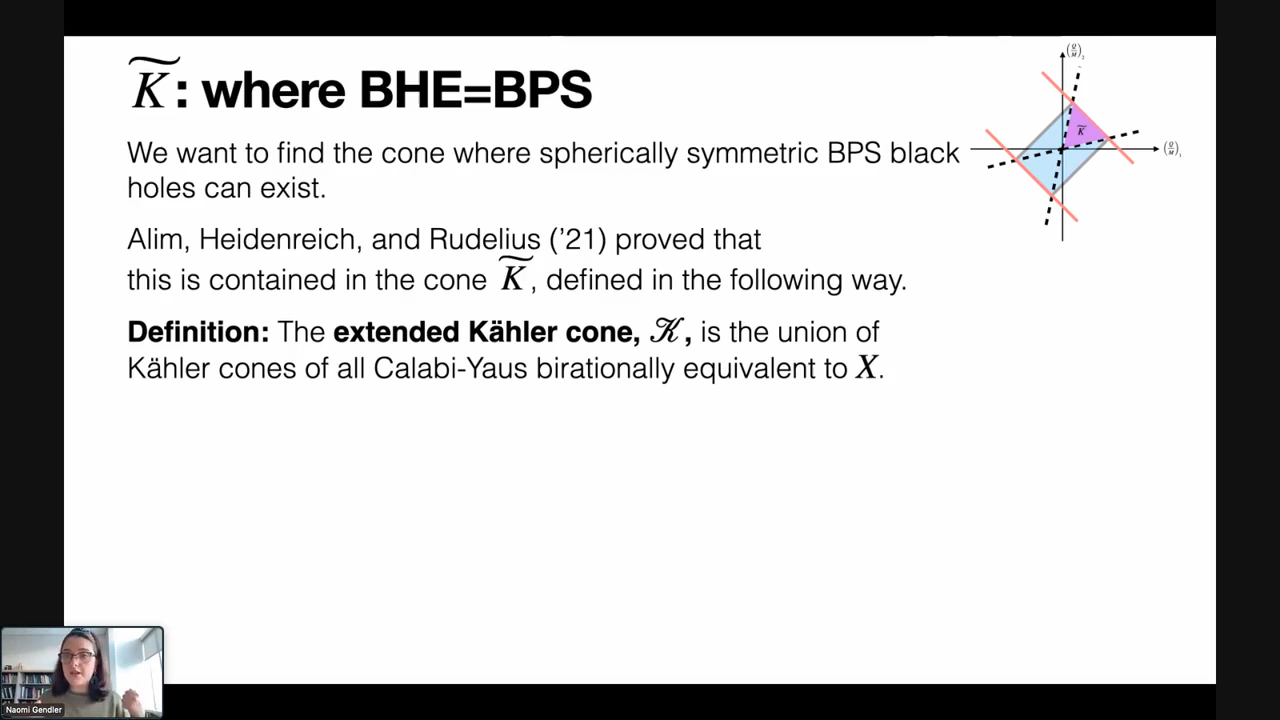 K̃ : where BHE=BPS
We want to find the cone where spherically symmetric BPS black
holes can exist.
Alim, Heidenreich, and Rudelius ('21) proved that
this is contained in the cone K̃, defined in the following way.
Definition: The extended Kähler cone, 𝒦, is the union of
Kähler cones of all Calabi-Yaus birationally equivalent to X.
(Q/M)₂
K̃
(Q/M)₁
Naomi Gendler